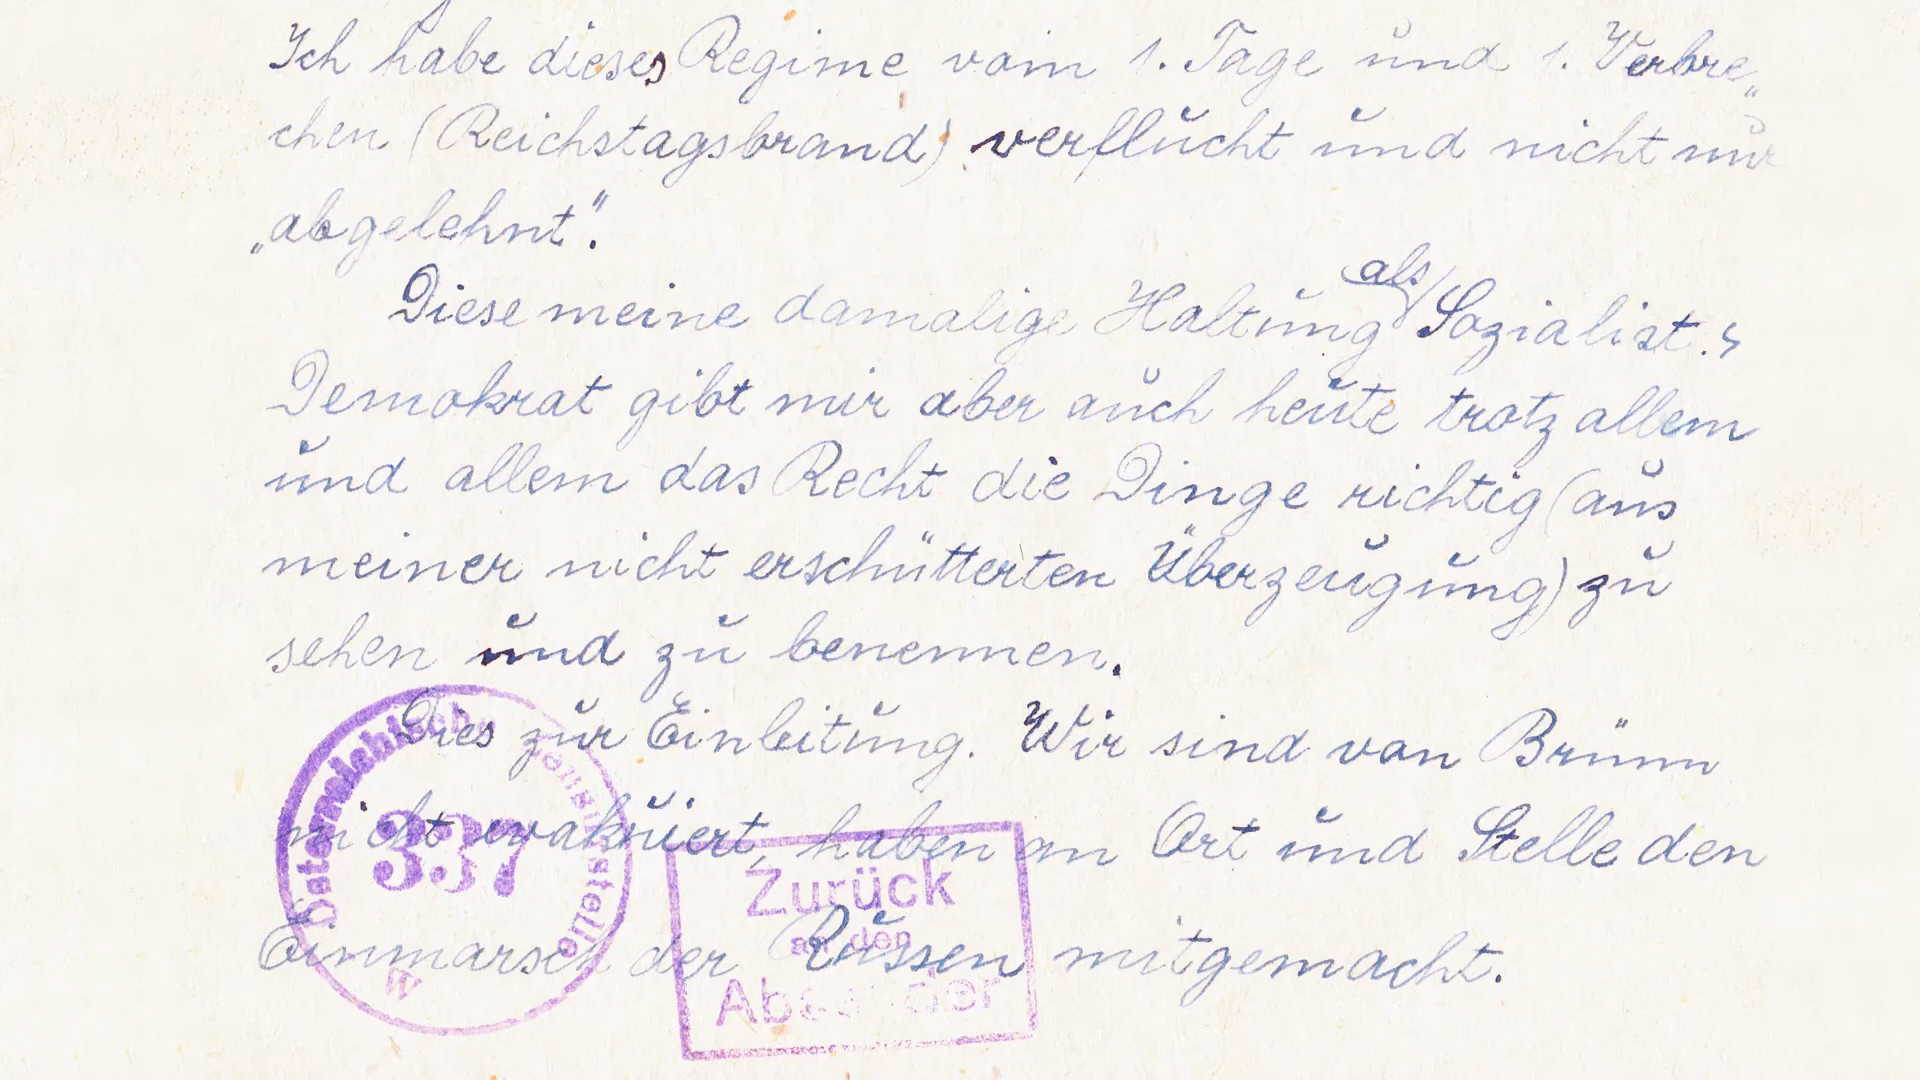 Ich habe dieses Regime vom 1. Tage und 1. Verbre„
chen (Reichstagsbrand) verflucht und nicht nur
„abgelehnt“.
Diese meine damalige Haltung als Sozialist. u
Demokrat gibt mir aber auch heute trotz allem
und allem das Recht die Dinge richtig (aus
meiner nicht erschütterten Überzeugung) zu
sehen und zu benennen.
Dies zur Einleitung. Wir sind von Brünn
nicht evakuiert, haben an Ort und Stelle den
Einmarsch der Russen mitgemacht.
Österreichische Zensurstelle
337
M
Zurück
an den
Absender